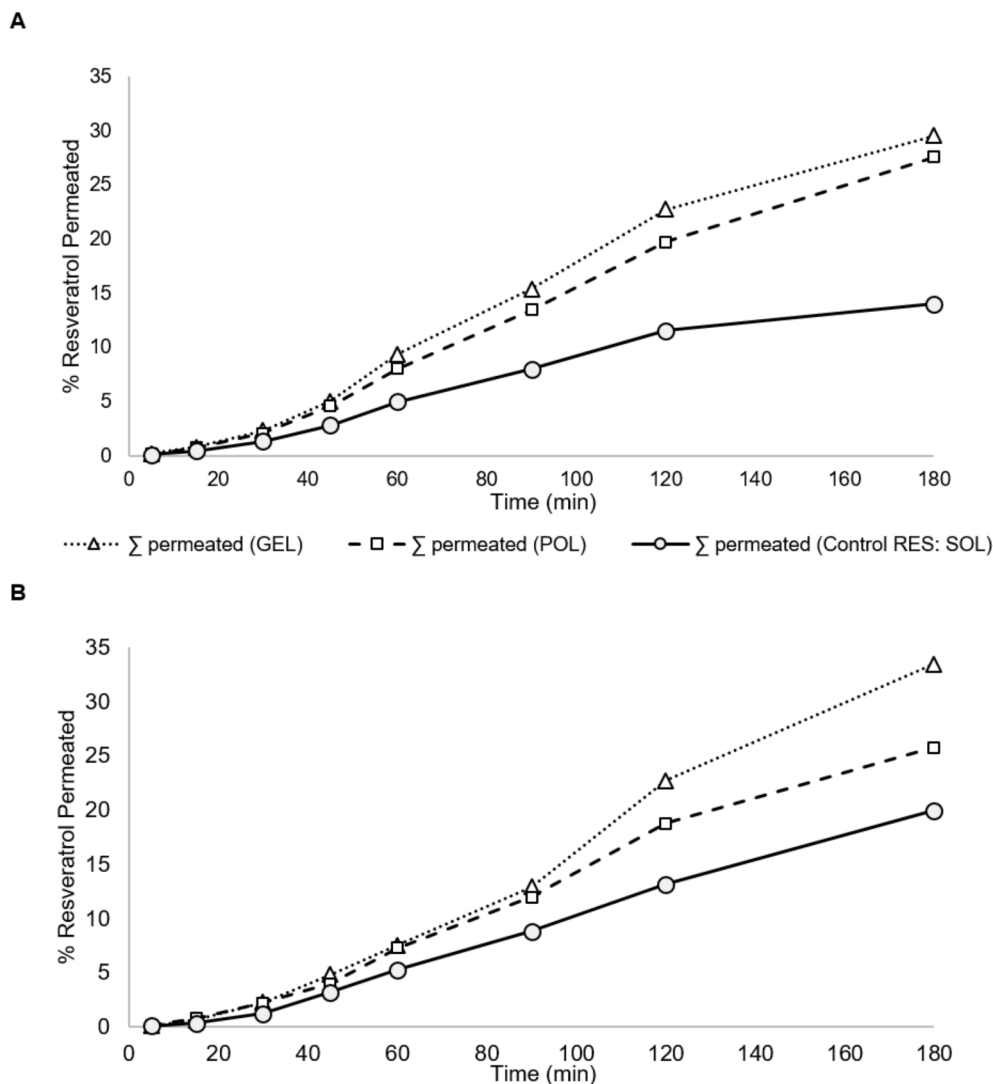 A
35
30
25
20
15
10
5
0
% Resveratrol Permeated
0 20 40 60 80 100 120 140 160 180
Time (min)
∑ permeated (GEL) ∑ permeated (POL) ∑ permeated (Control RES: SOL)
B
35
30
25
20
15
10
5
0
% Resveratrol Permeated
0 20 40 60 80 100 120 140 160 180
Time (min)